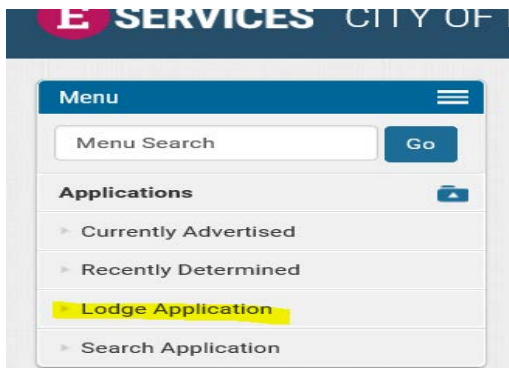 E SERVICES CITY OF
Menu
Menu Search Go
Applications
Currently Advertised
Recently Determined
Lodge Application
Search Application